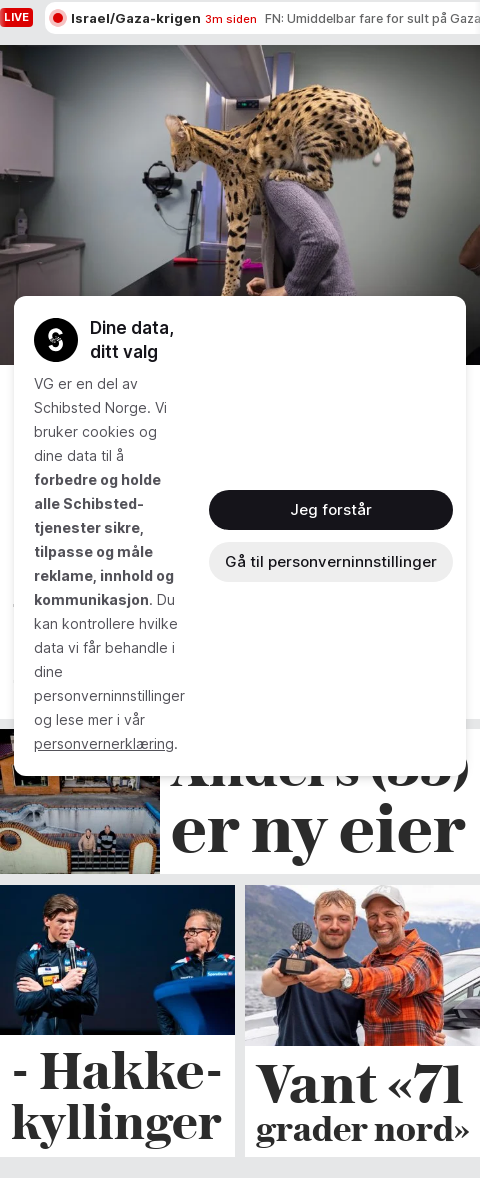 LIVE
Israel/Gaza-krigen 3m siden FN: Umiddelbar fare for sult på Gaza
Dine data,
ditt valg
VG er en del av
Schibsted Norge. Vi
bruker cookies og
dine data til å
forbedre og holde
alle Schibsted-
tjenester sikre,
tilpasse og måle
reklame, innhold og
kommunikasjon. Du
kan kontrollere hvilke
data vi får behandle i
dine
personverninnstillinger
og lese mer i vår
personvernerklæring.
Jeg forstår
Gå til personverninnstillinger
Anders (33)
er ny eier
- Hakke-
kyllinger
Vant «71
grader nord»